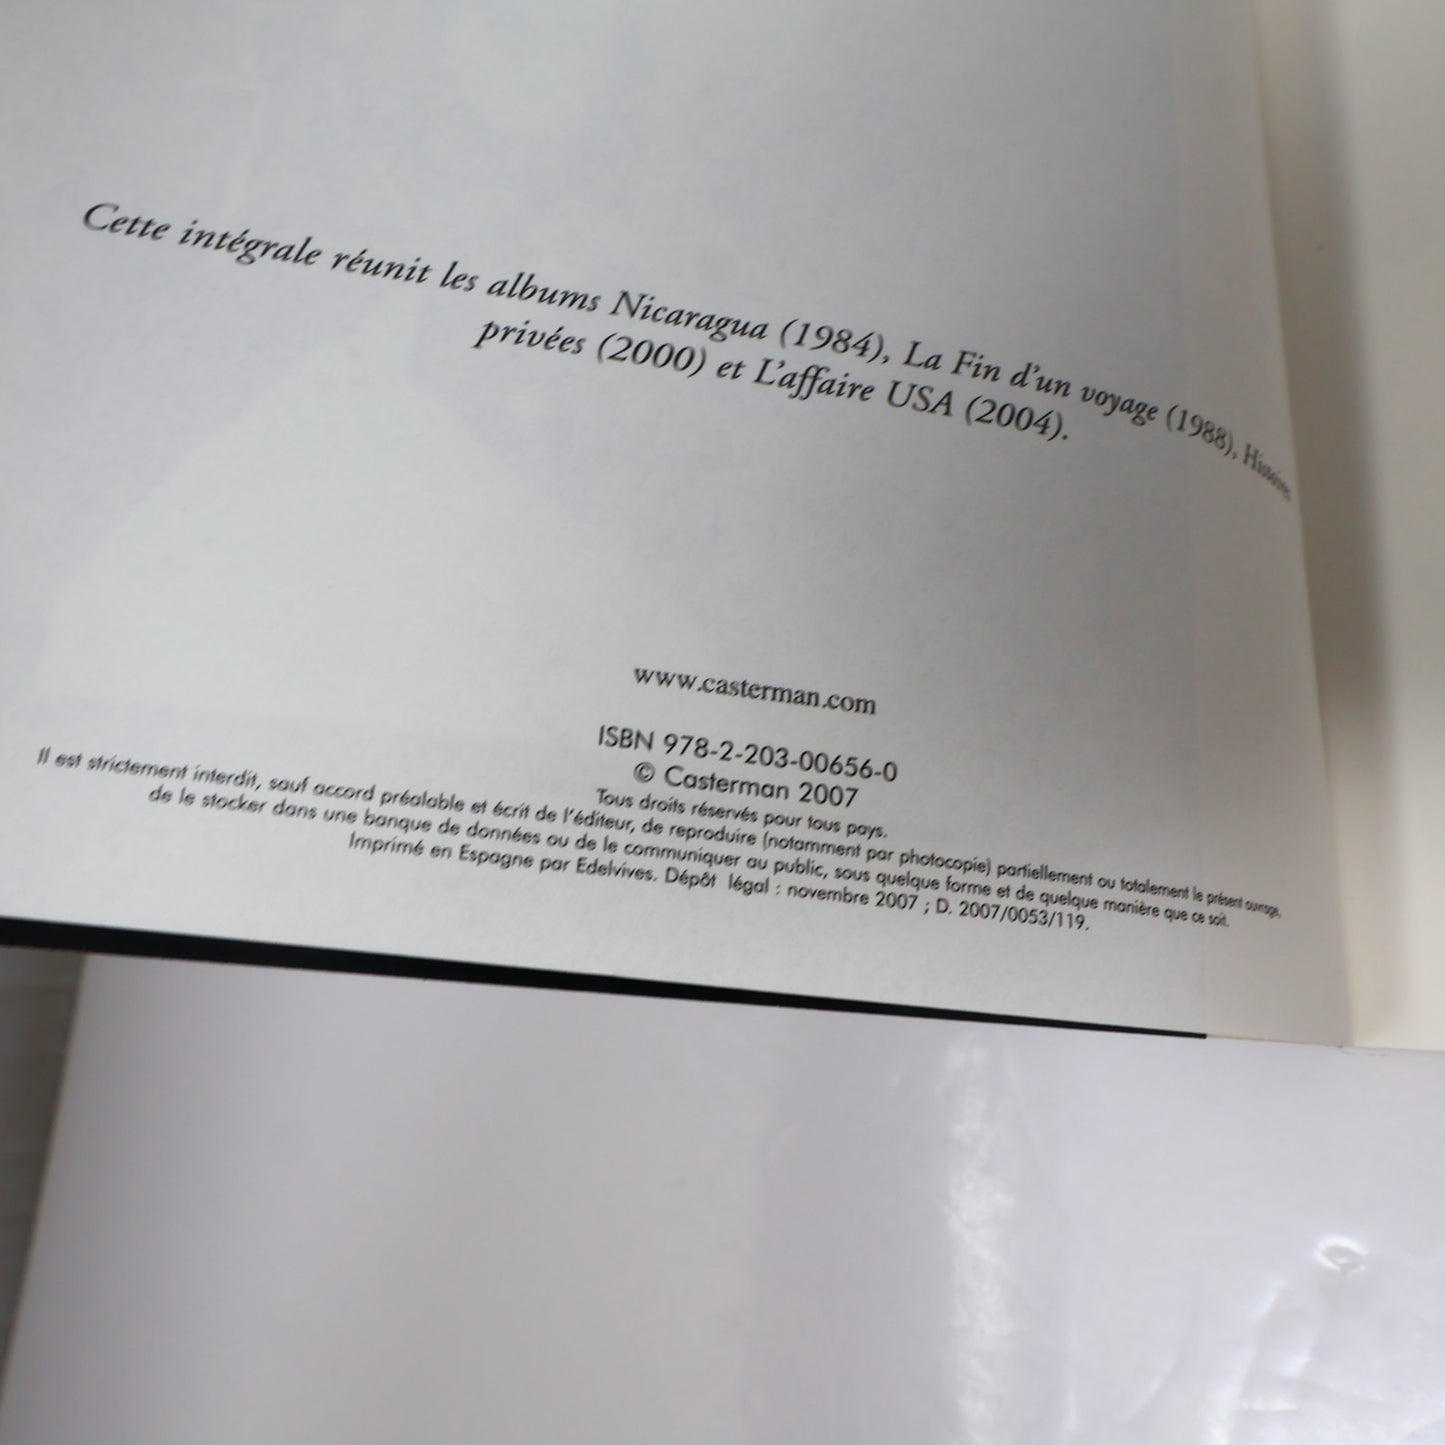 Cette intégrale réunit les albums Nicaragua (1984), La Fin d'un voyage (1988), Histoires
privées (2000) et L'affaire USA (2004).
www.casterman.com
ISBN 978-2-203-00656-0
© Casterman 2007
Tous droits réservés pour tous pays.
Il est strictement interdit, sauf accord préalable et écrit de l'éditeur, de reproduire (notamment par photocopie) partiellement ou totalement le présent ouvrage,
de le stocker dans une banque de données ou de le communiquer au public, sous quelque forme et de quelque manière que ce soit.
Imprimé en Espagne par Edelvives. Dépôt légal : novembre 2007 ; D. 2007/0053/119.